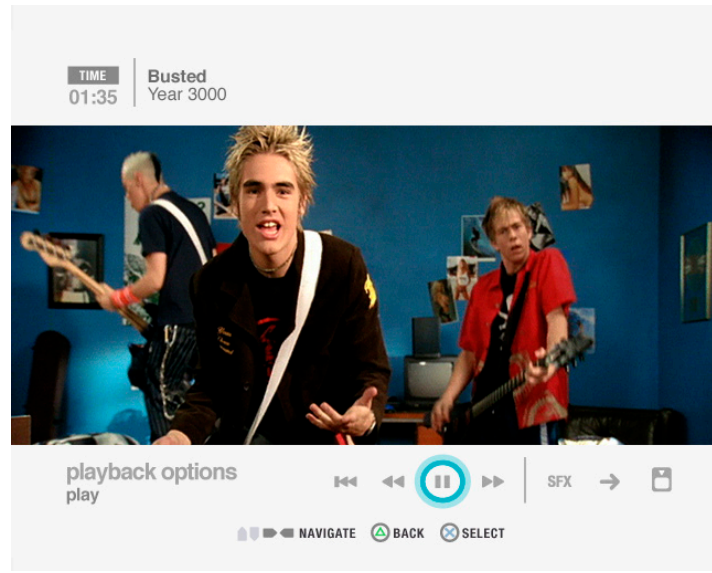 TIME
01:35
Busted
Year 3000
playback options
play
SFX
NAVIGATE BACK SELECT